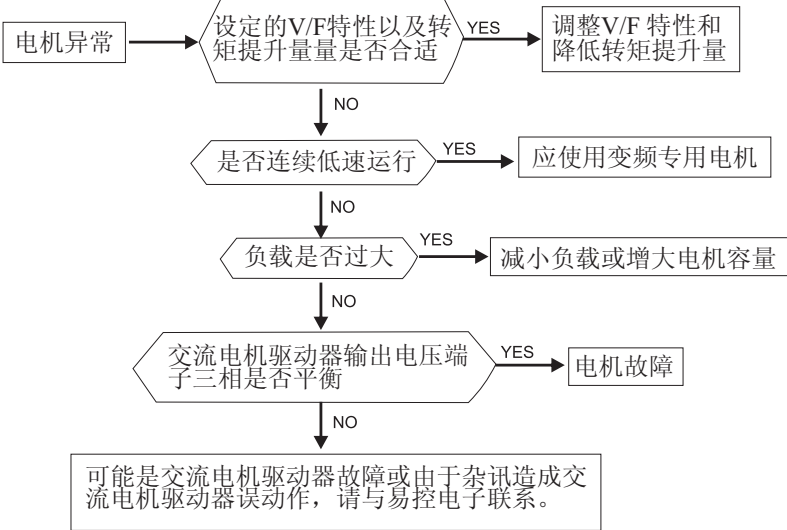 电机异常
设定的V/F特性以及转
矩提升量量是否合适
YES
调整V/F 特性和
降低转矩提升量
NO
是否连续低速运行
YES
应使用变频专用电机
NO
负载是否过大
YES
减小负载或增大电机容量
NO
交流电机驱动器输出电压端
子三相是否平衡
YES
电机故障
NO
可能是交流电机驱动器故障或由于杂讯造成交
流电机驱动器误动作，请与易控电子联系。